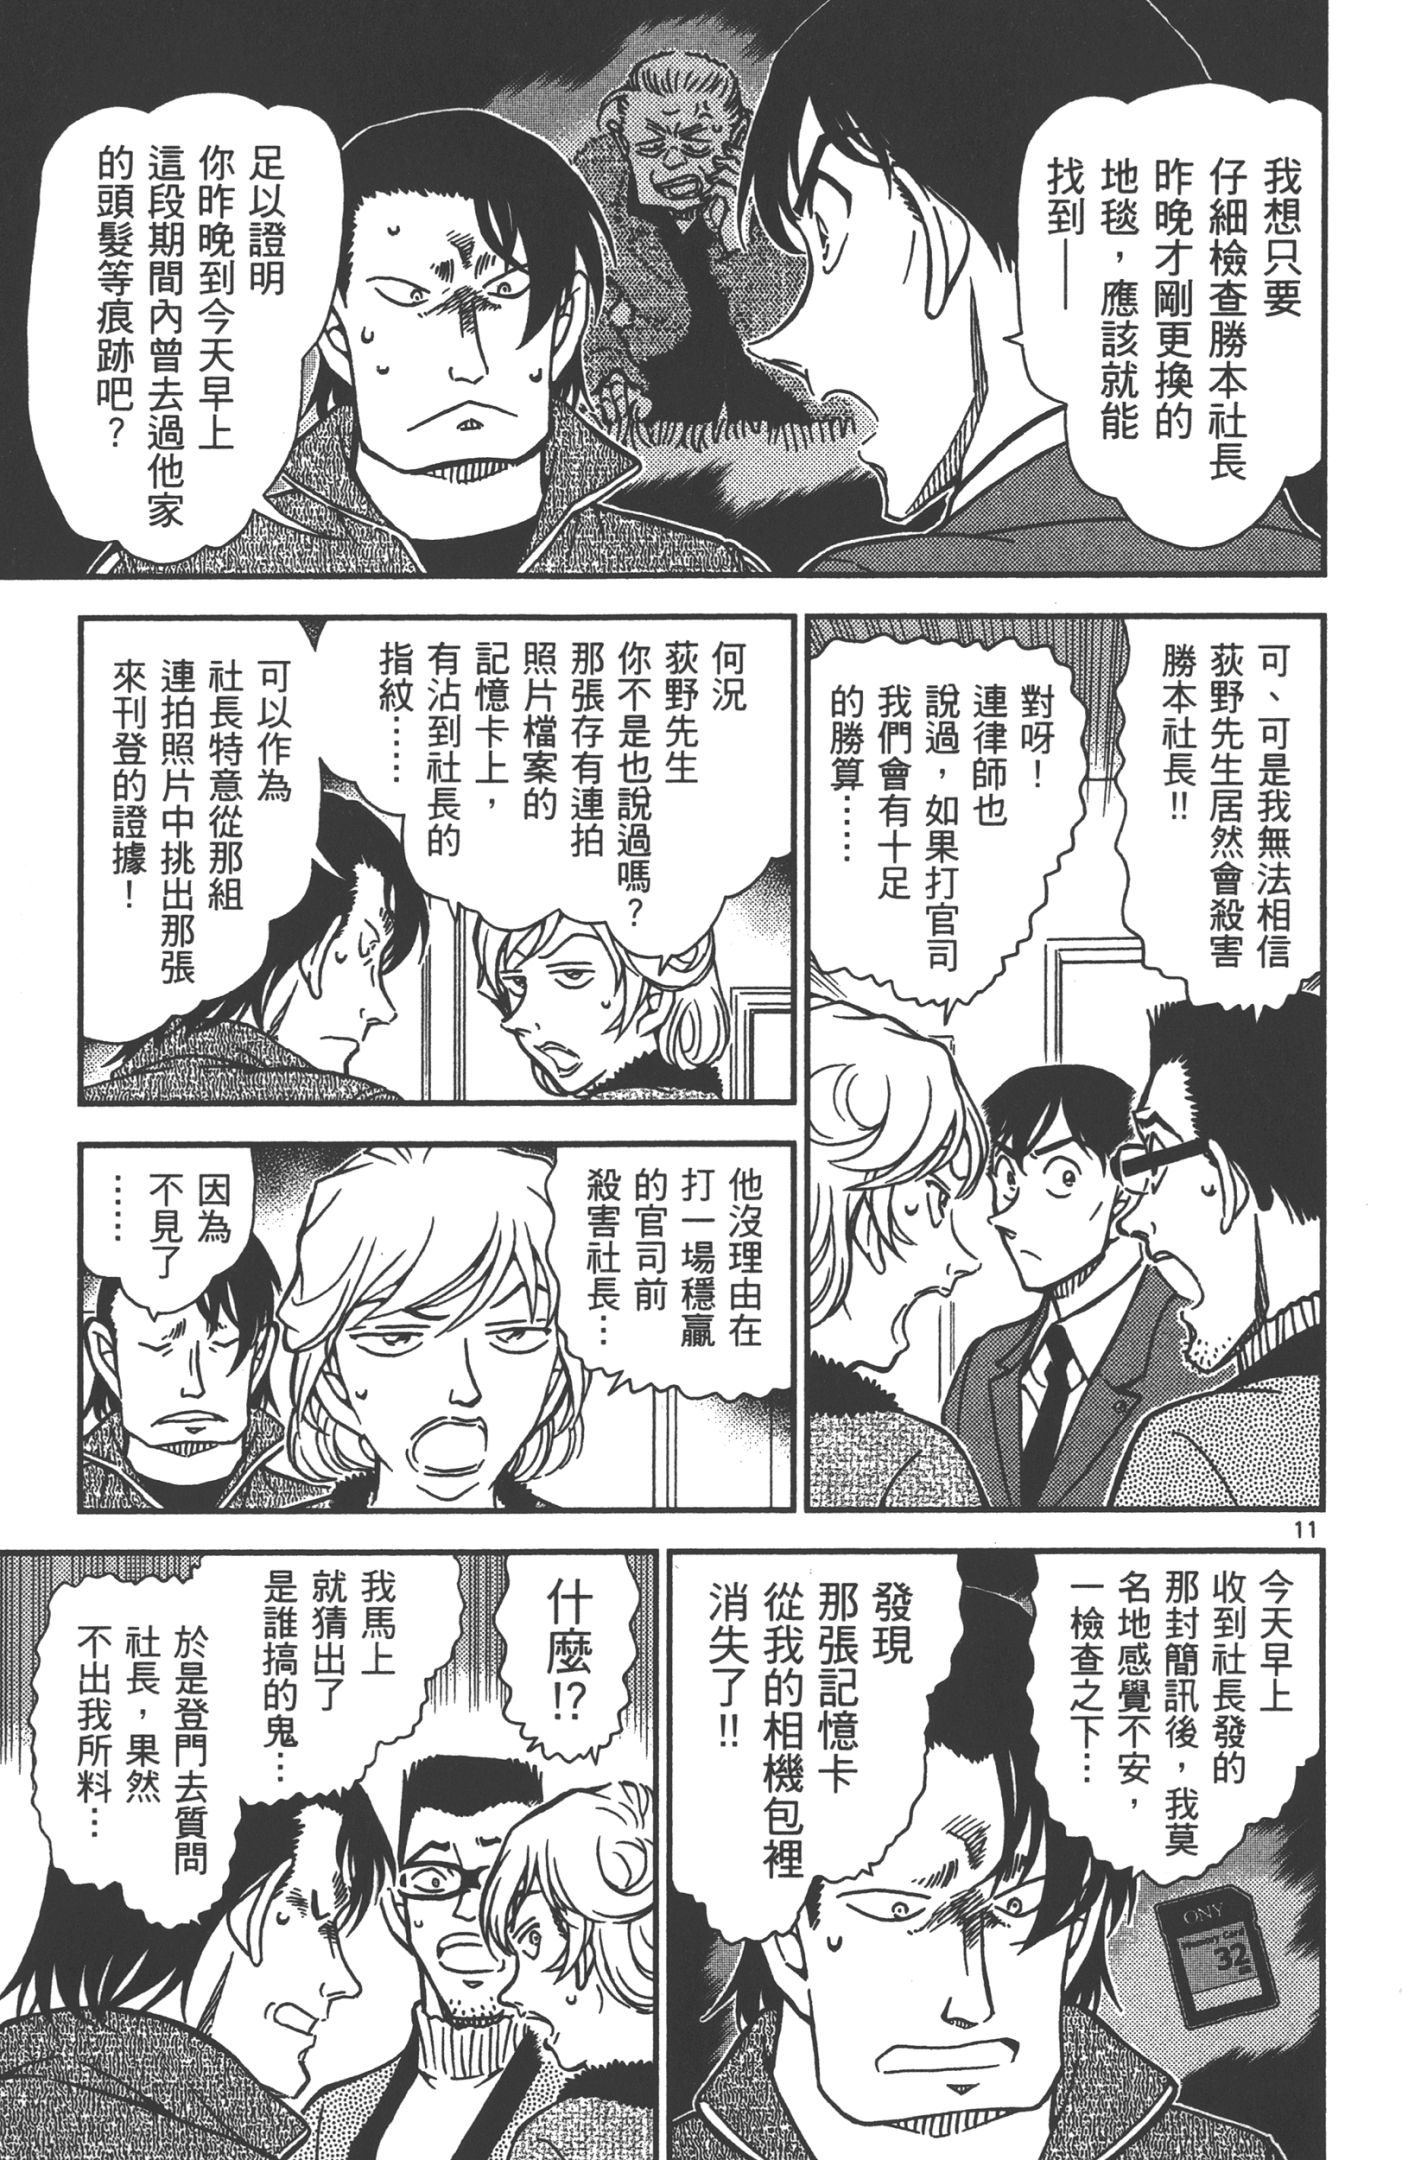 我想只要
仔細檢查勝本社長
昨晚才剛更換的
地毯，應該就能
找到——
足以證明
你昨晚到今天早上
這段期間內曾去過他家
的頭髮等痕跡吧？
可、可是我無法相信
荻野先生居然會殺害
勝本社長!!
對呀！
連律師也
說過，如果打官司
我們會有十足
的勝算……
何況
荻野先生
你不是也說過嗎？
那張存有連拍
照片檔案的
記憶卡上，
有沾到社長的
指紋……
可以作為
社長特意從那組
連拍照片中挑出那張
來刊登的證據！
他沒理由在
打一場穩贏
的官司前
殺害社長…
因為
不見了
……
11
今天早上
收到社長發的
那封簡訊後，我莫
名地感覺不安，
一檢查之下…
發現
那張記憶卡
從我的相機包裡
消失了!!
ONY
Memory Card
32
什麼!?
我馬上
就猜出了
是誰搞的鬼…
於是登門去質問
社長，果然
不出我所料…